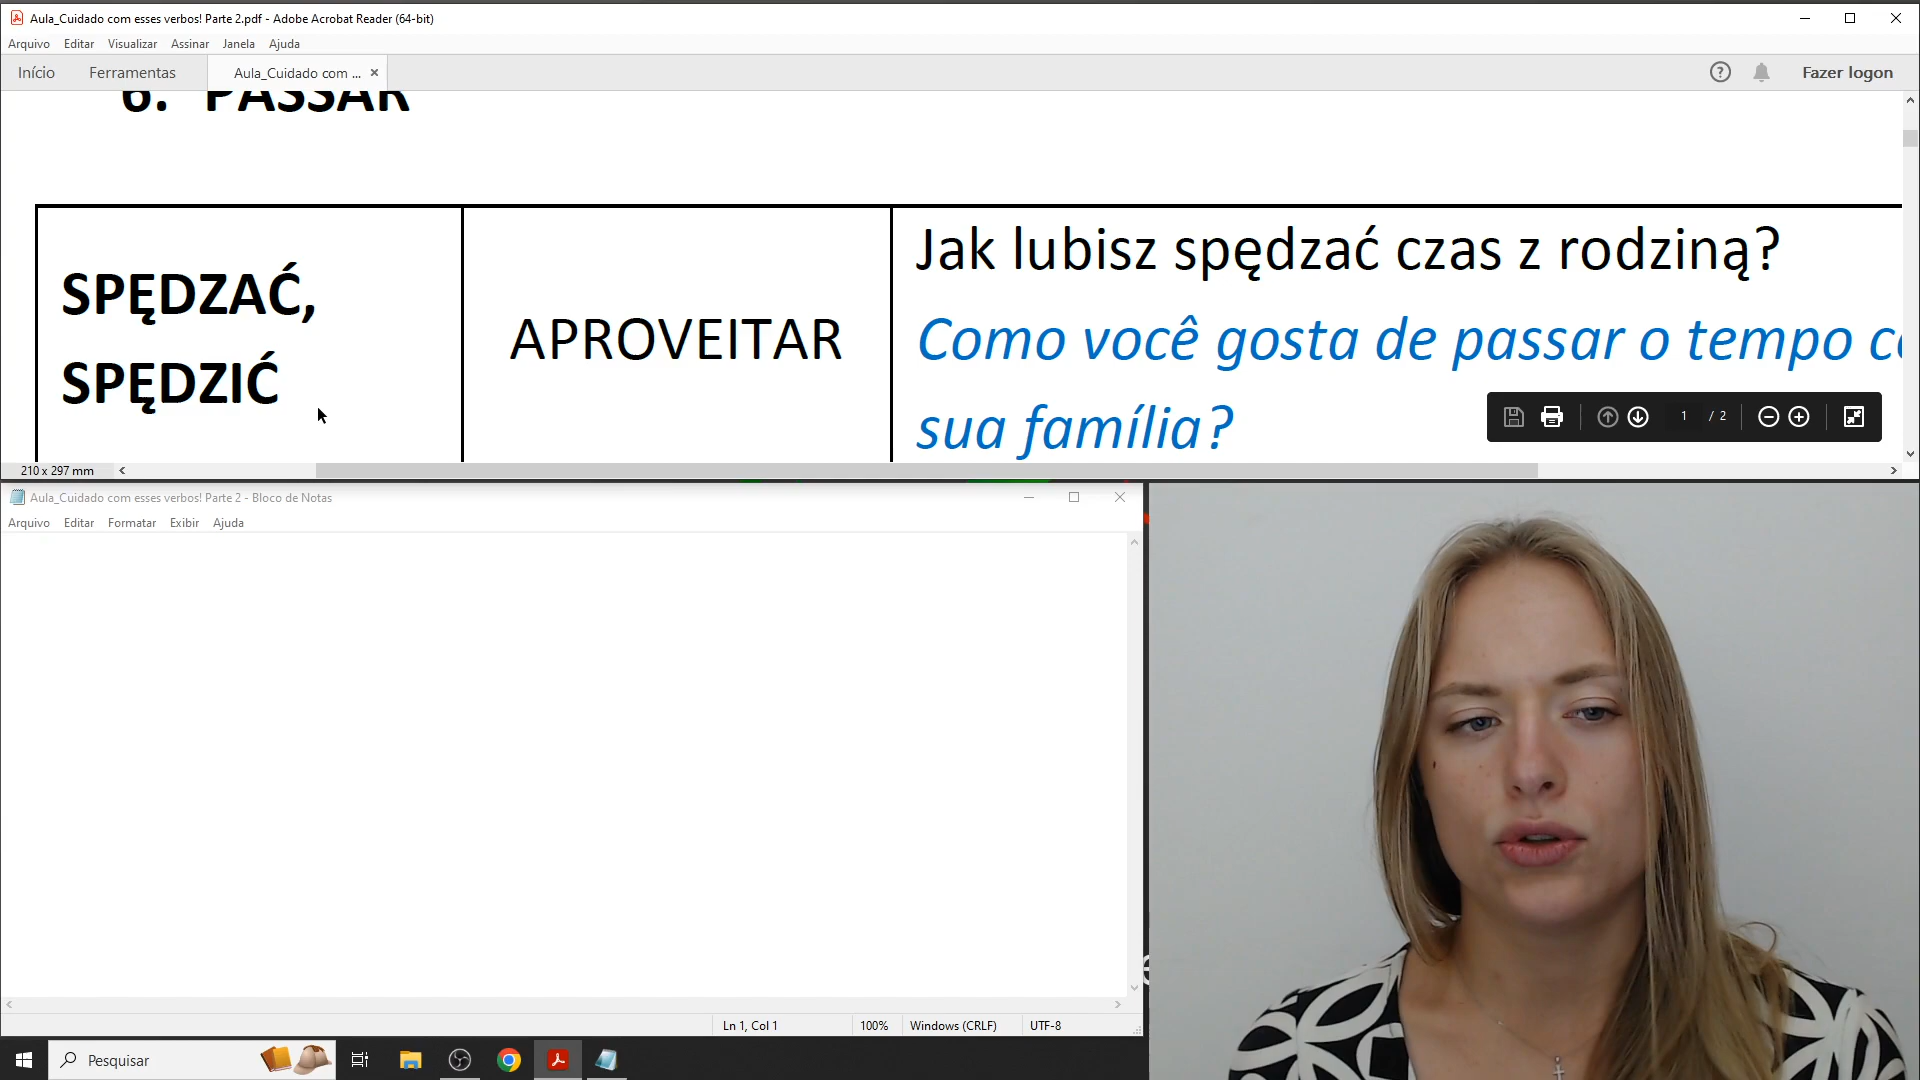 Aula_Cuidado com esses verbos! Parte 2.pdf - Adobe Acrobat Reader (64-bit)
Arquivo Editar Visualizar Assinar Janela Ajuda
Início Ferramentas Aula_Cuidado com ... × Fazer logon
6. PASSAR
SPĘDZAĆ,
SPĘDZIĆ
APROVEITAR
Jak lubisz spędzać czas z rodziną?
Como você gosta de passar o tempo
sua família?
1 / 2
210 x 297 mm
Aula_Cuidado com esses verbos! Parte 2 - Bloco de Notas
Arquivo Editar Formatar Exibir Ajuda
Ln 1, Col 1 100% Windows (CRLF) UTF-8
Pesquisar